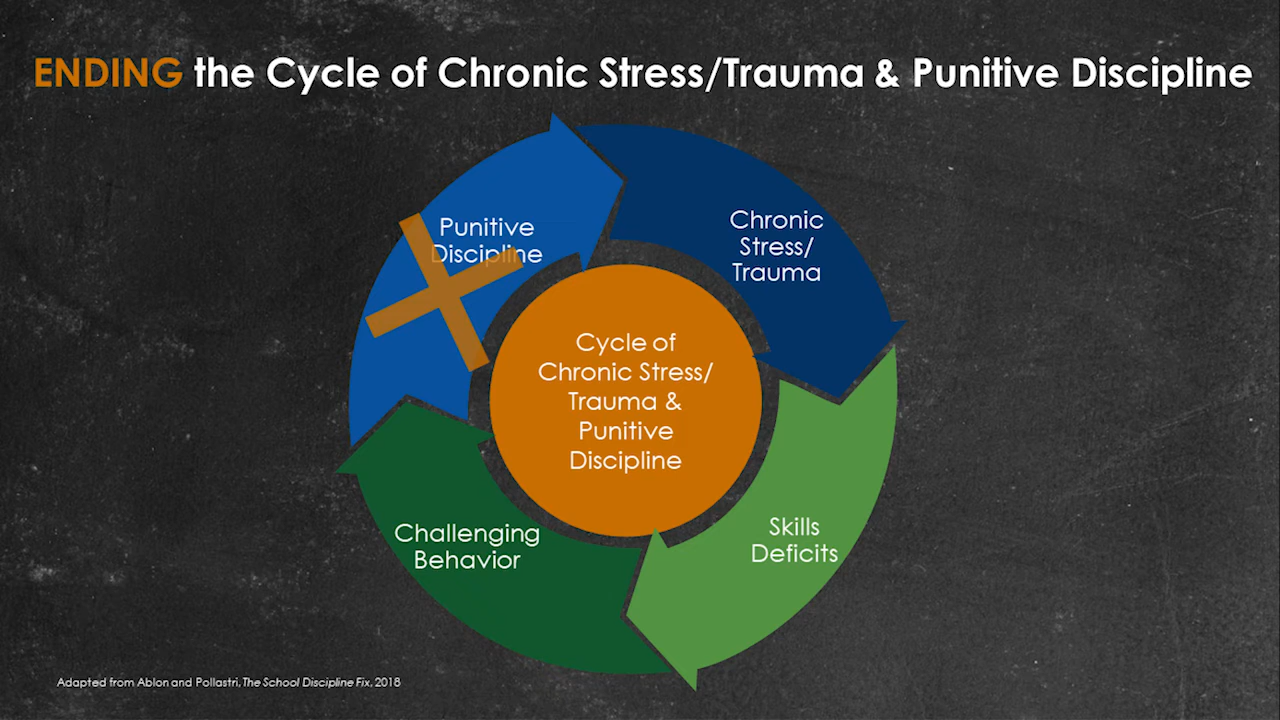 ENDING the Cycle of Chronic Stress/Trauma & Punitive Discipline
Punitive
Discipline
Chronic
Stress/
Trauma
Cycle of
Chronic Stress/
Trauma &
Punitive
Discipline
Challenging
Behavior
Skills
Deficits
Adapted from Ablon and Pollastri, The School Discipline Fix, 2018